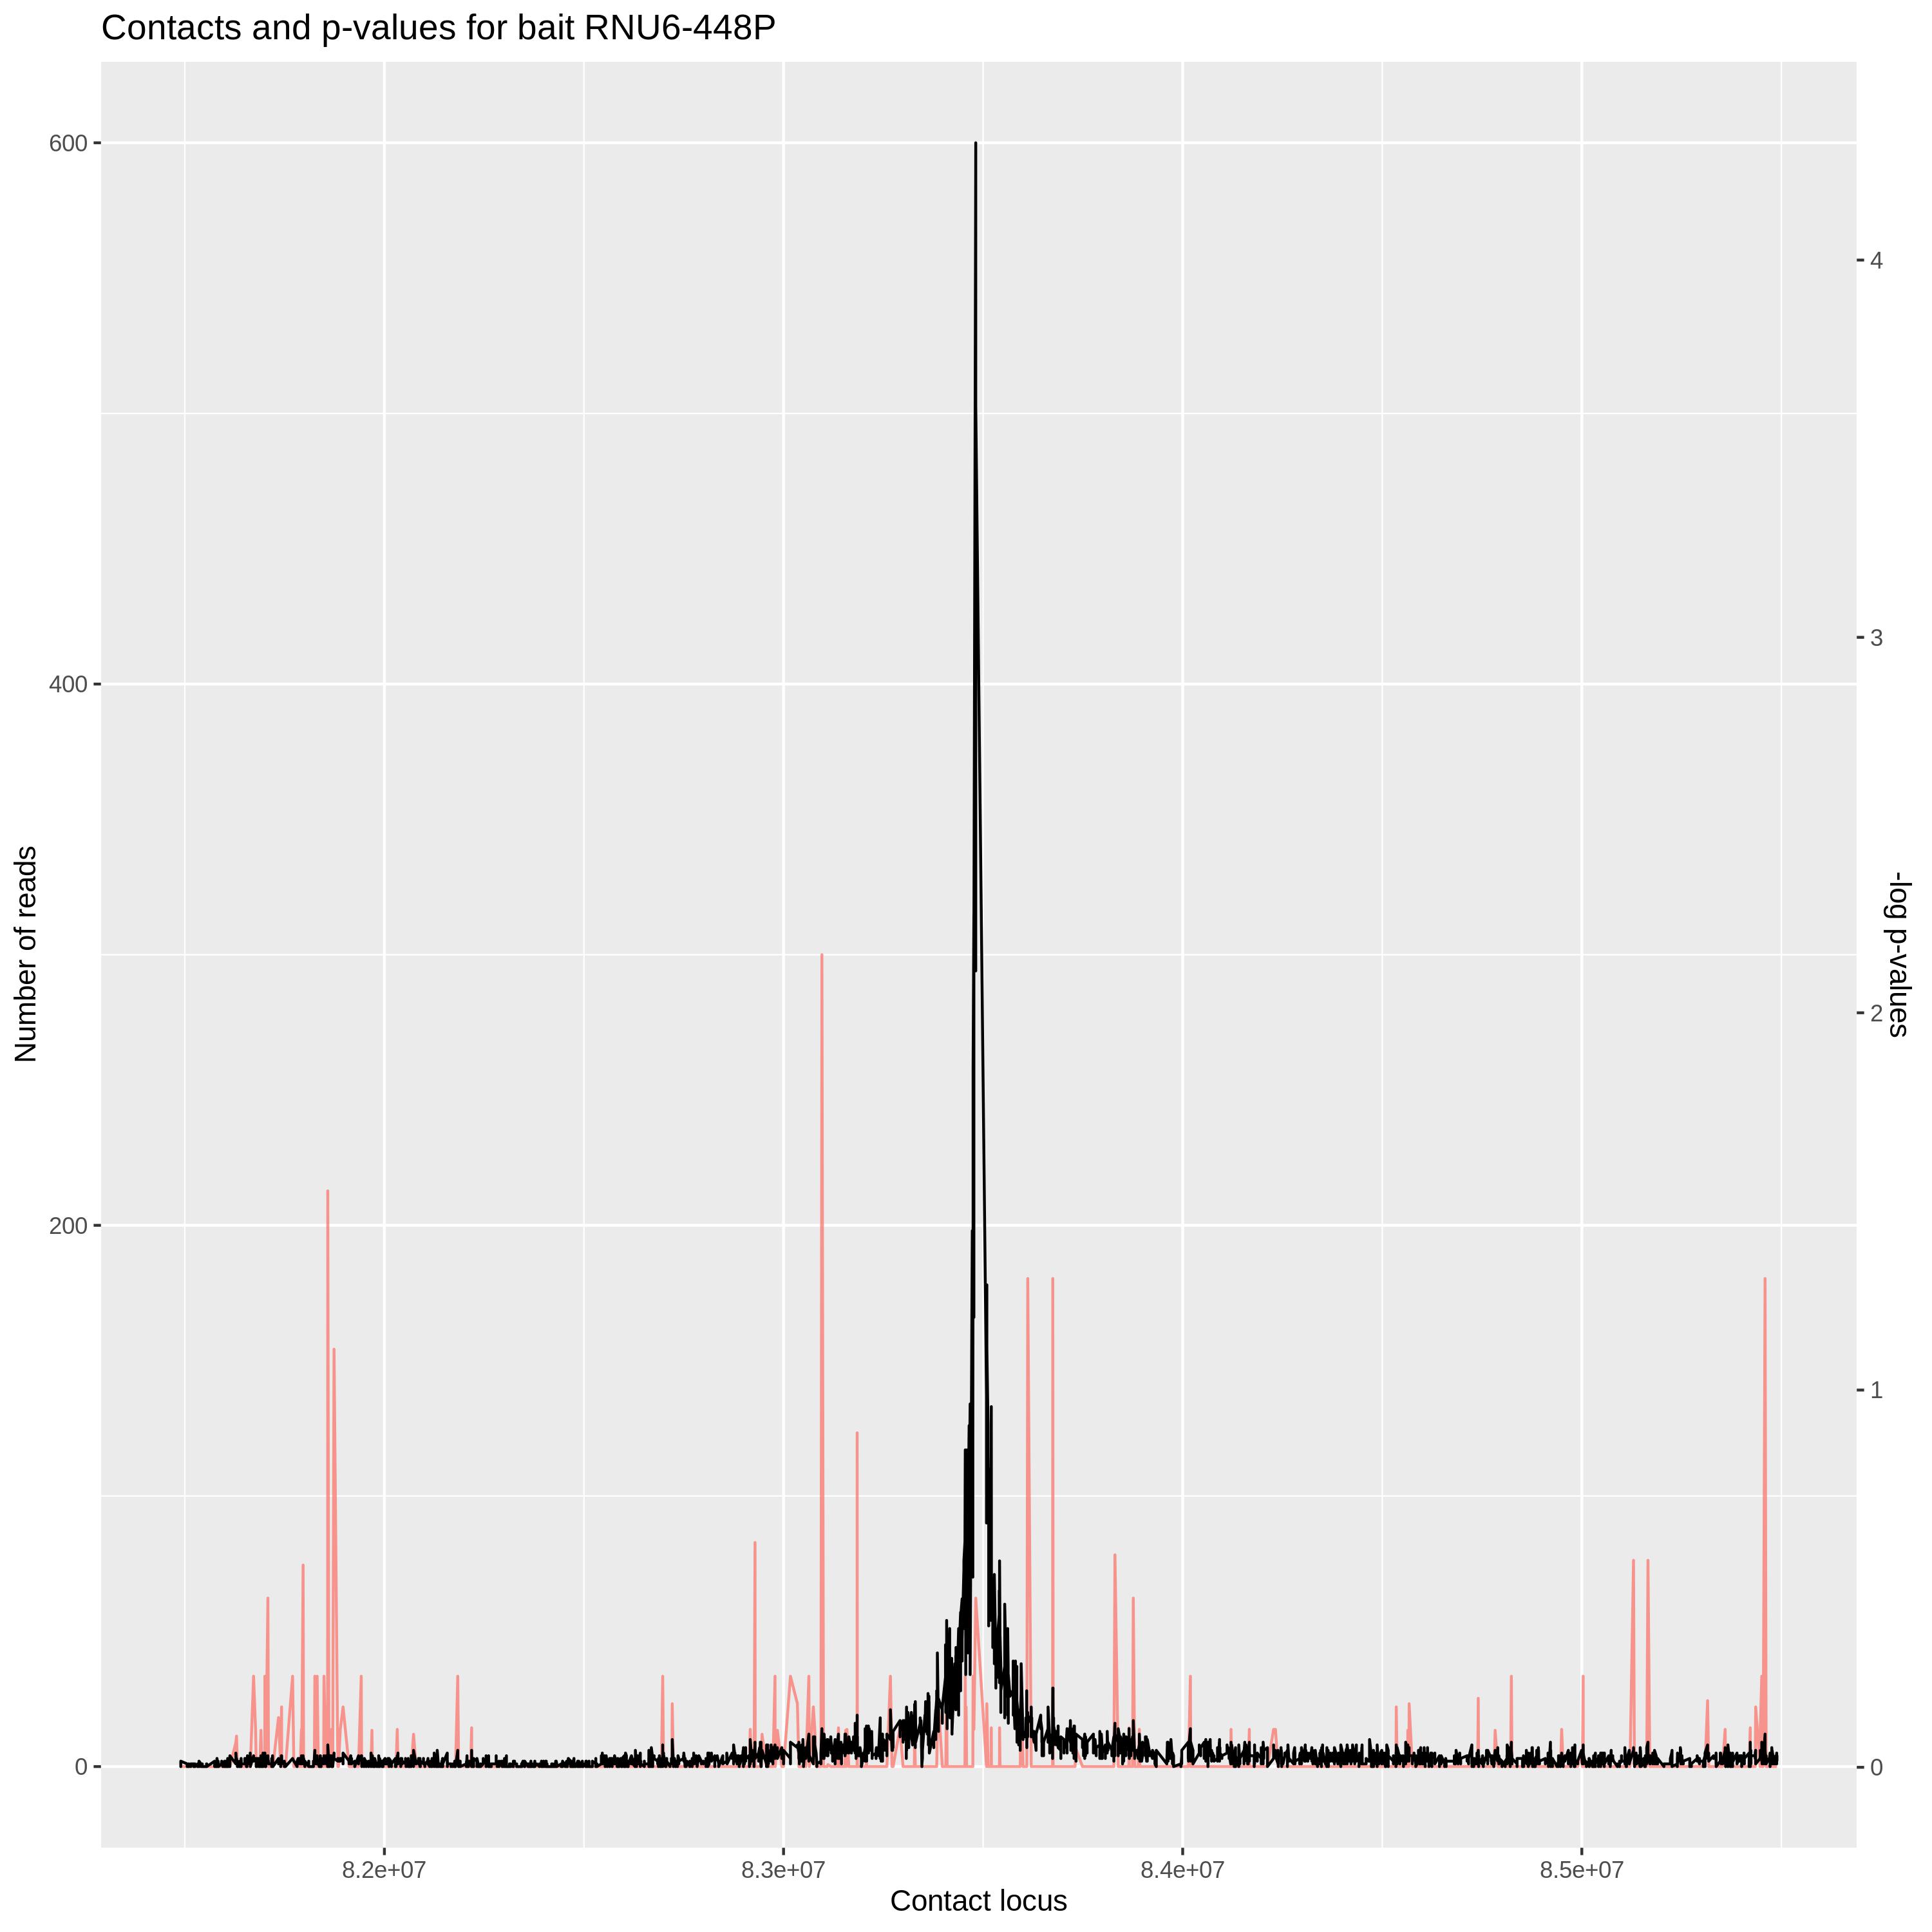 Contacts and p-values for bait RNU6-448P
600
400
200
0
4
3
2
1
0
Number of reads
-log p-values
8.2e+07
8.3e+07
8.4e+07
8.5e+07
Contact locus